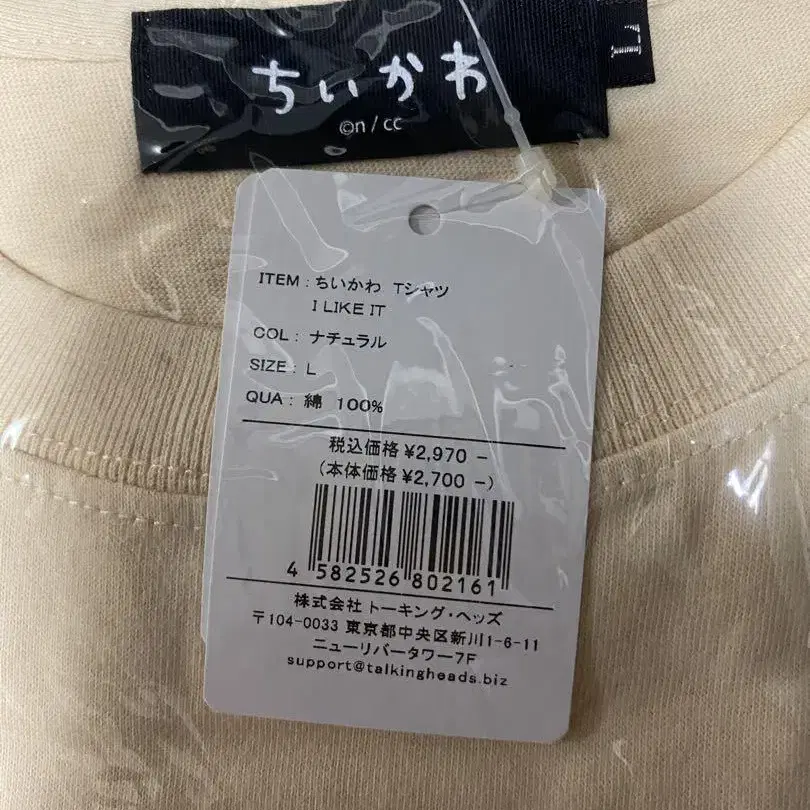 ちいかわ
©n / cc
L
ITEM : ちいかわ Tシャツ
I LIKE IT
COL : ナチュラル
SIZE : L
QUA : 綿 100%
税込価格 ¥2,970 -
(本体価格 ¥2,700 -)
4 582526 802161
株式会社 トーキング・ヘッズ
〒104-0033 東京都中央区新川1-6-11
ニューリバータワー7F
support@talkingheads.biz